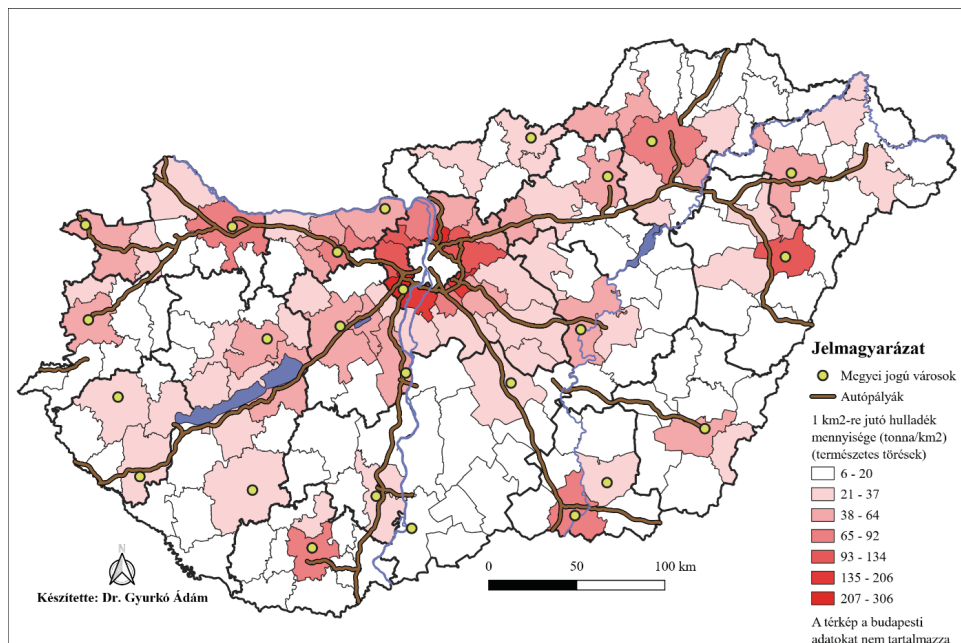 N
Készítette: Dr. Gyurkó Ádám
0 50 100 km
Jelmagyarázat
Megyei jogú városok
Autópályák
1 km2-re jutó hulladék
mennyisége (tonna/km2)
(természetes törések)
6 - 20
21 - 37
38 - 64
65 - 92
93 - 134
135 - 206
207 - 306
A térkép a budapesti
adatokat nem tartalmazza